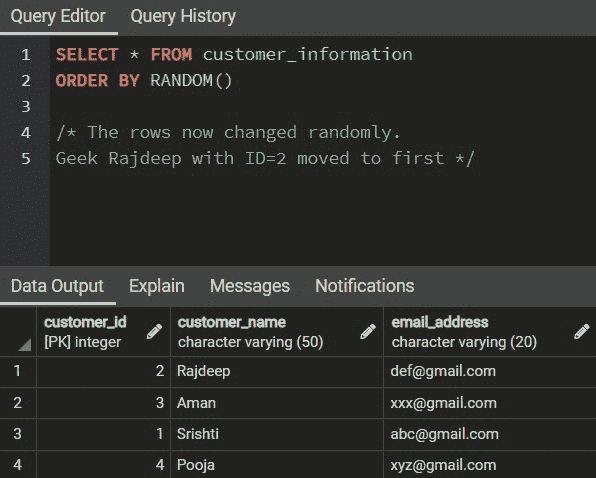 Query Editor Query History
1 SELECT * FROM customer_information
2 ORDER BY RANDOM()
3
4 /* The rows now changed randomly.
5 Geek Rajdeep with ID=2 moved to first */
Data Output Explain Messages Notifications
customer_id customer_name email_address
[PK] integer character varying (50) character varying (20)
1 2 Rajdeep def@gmail.com
2 3 Aman xxx@gmail.com
3 1 Srishti abc@gmail.com
4 4 Pooja xyz@gmail.com